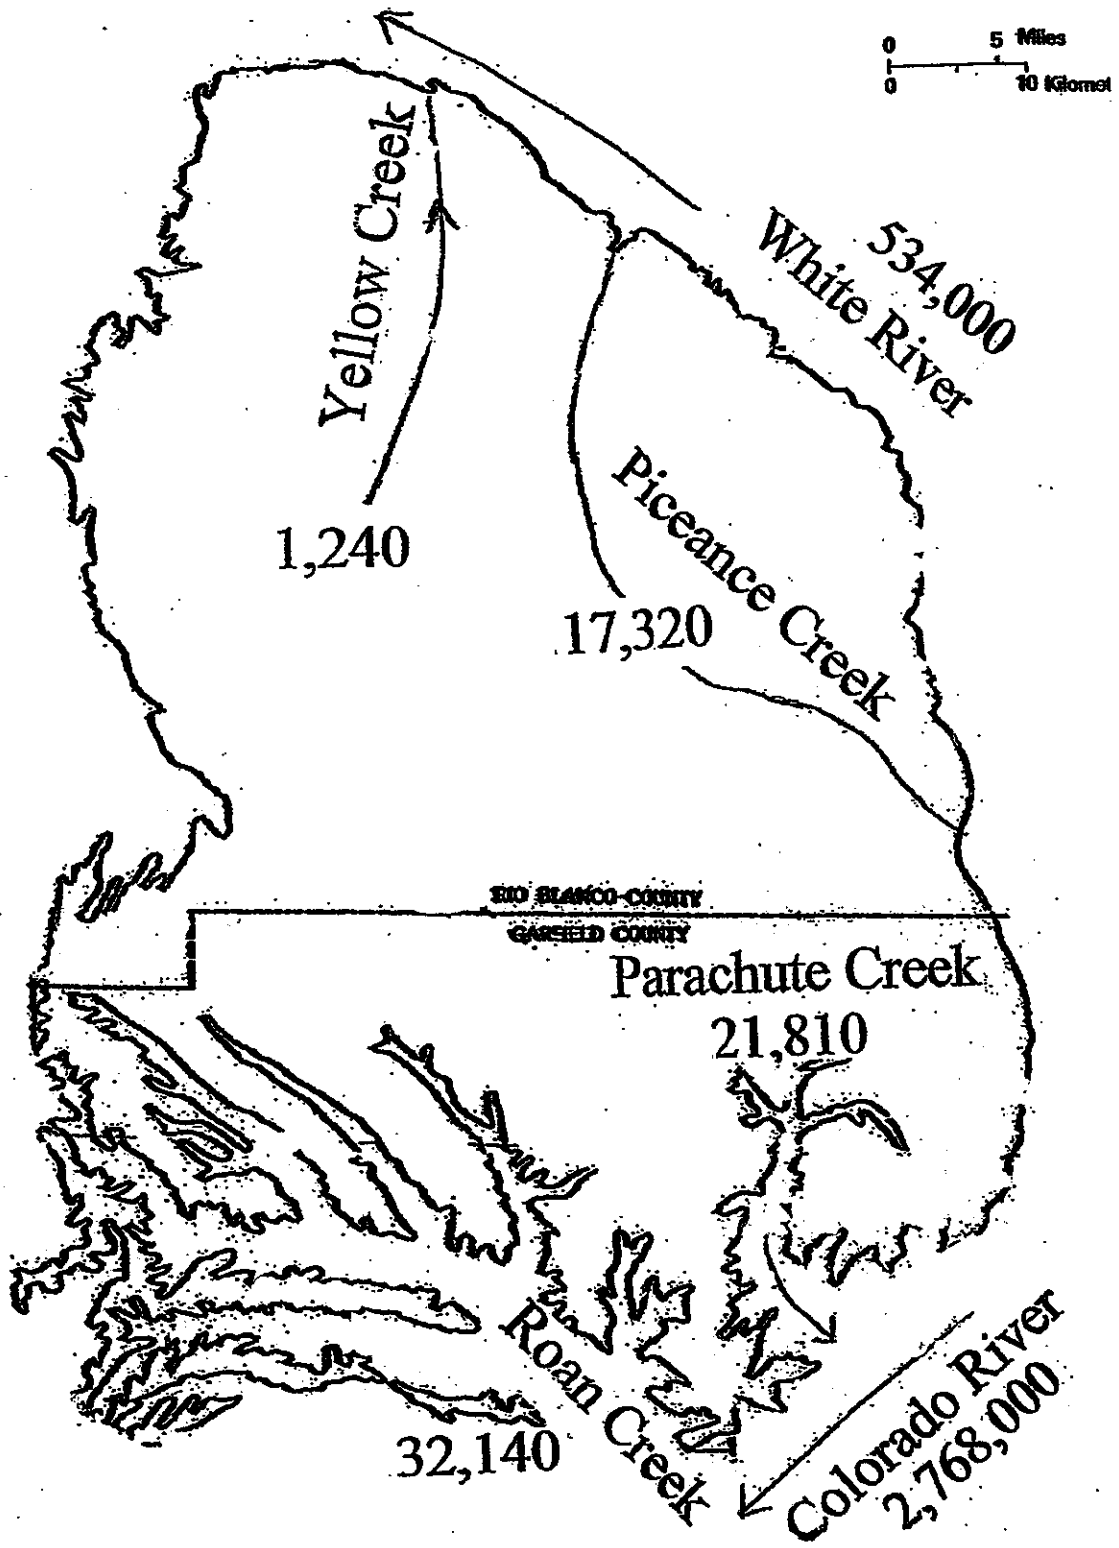 0 5 Miles
0 10 Kilomet
White River
534,000
Yellow Creek
1,240
Piceance Creek
17,320
RIO BLANCO COUNTY
GARFIELD COUNTY
Parachute Creek
21,810
Roan Creek
32,140
Colorado River
2,768,000